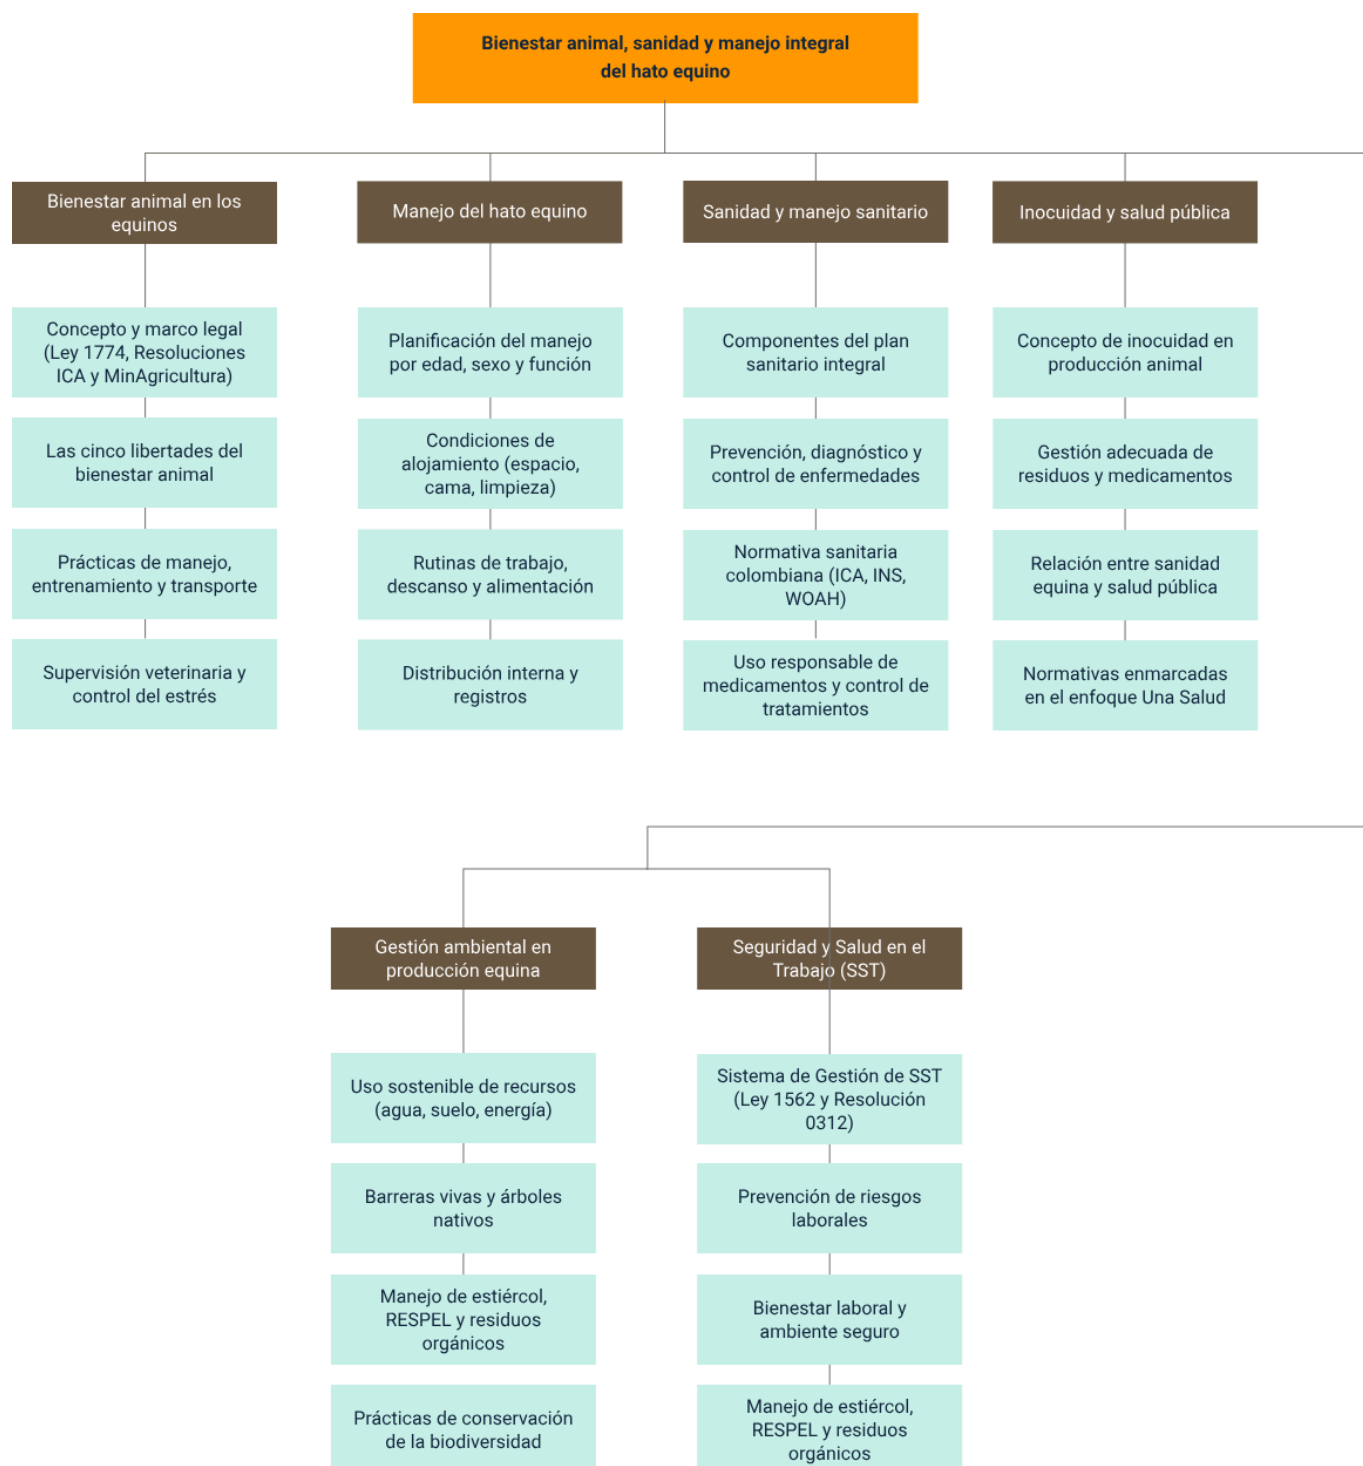 Bienestar animal, sanidad y manejo integral
del hato equino
Bienestar animal en los
equinos
Concepto y marco legal
(Ley 1774, Resoluciones
ICA y MinAgricultura)
Las cinco libertades del
bienestar animal
Prácticas de manejo,
entrenamiento y transporte
Supervisión veterinaria y
control del estrés
Manejo del hato equino
Planificación del manejo
por edad, sexo y función
Condiciones de
alojamiento (espacio,
cama, limpieza)
Rutinas de trabajo,
descanso y alimentación
Distribución interna y
registros
Sanidad y manejo sanitario
Componentes del plan
sanitario integral
Prevención, diagnóstico y
control de enfermedades
Normativa sanitaria
colombiana (ICA, INS,
WOAH)
Uso responsable de
medicamentos y control de
tratamientos
Inocuidad y salud pública
Concepto de inocuidad en
producción animal
Gestión adecuada de
residuos y medicamentos
Relación entre sanidad
equina y salud pública
Normativas enmarcadas
en el enfoque Una Salud
Gestión ambiental en
producción equina
Uso sostenible de recursos
(agua, suelo, energía)
Barreras vivas y árboles
nativos
Manejo de estiércol,
RESPEL y residuos
orgánicos
Prácticas de conservación
de la biodiversidad
Seguridad y Salud en el
Trabajo (SST)
Sistema de Gestión de SST
(Ley 1562 y Resolución
0312)
Prevención de riesgos
laborales
Bienestar laboral y
ambiente seguro
Manejo de estiércol,
RESPEL y residuos
orgánicos